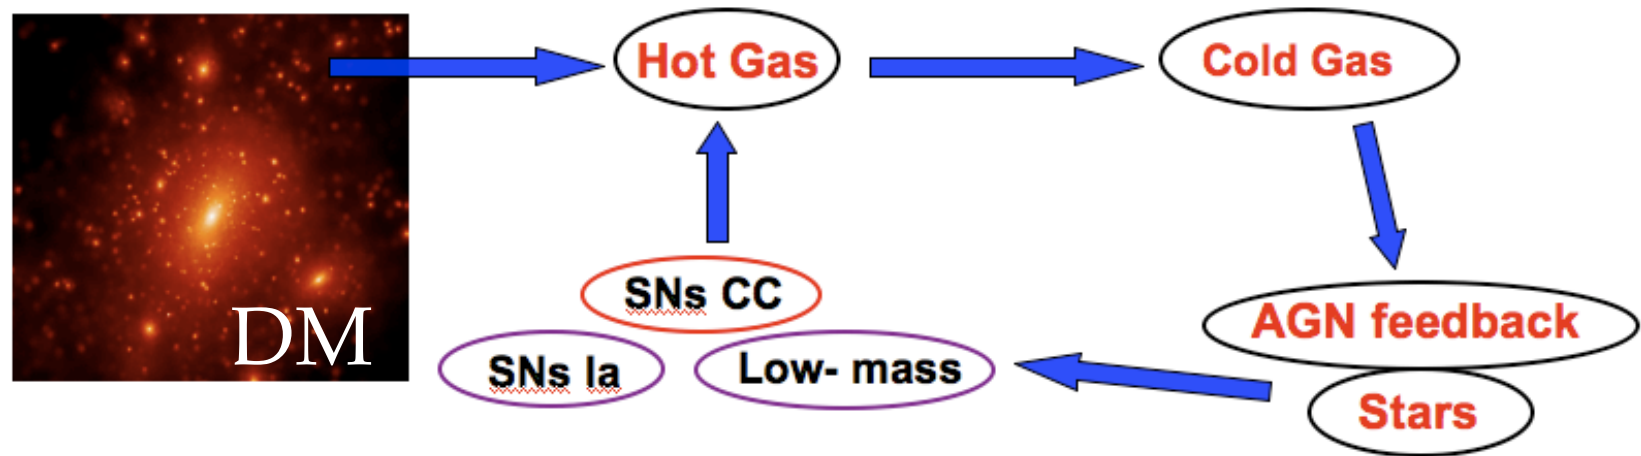 Hot Gas
Cold Gas
DM
SNs CC
SNs Ia
Low- mass
AGN feedback
Stars